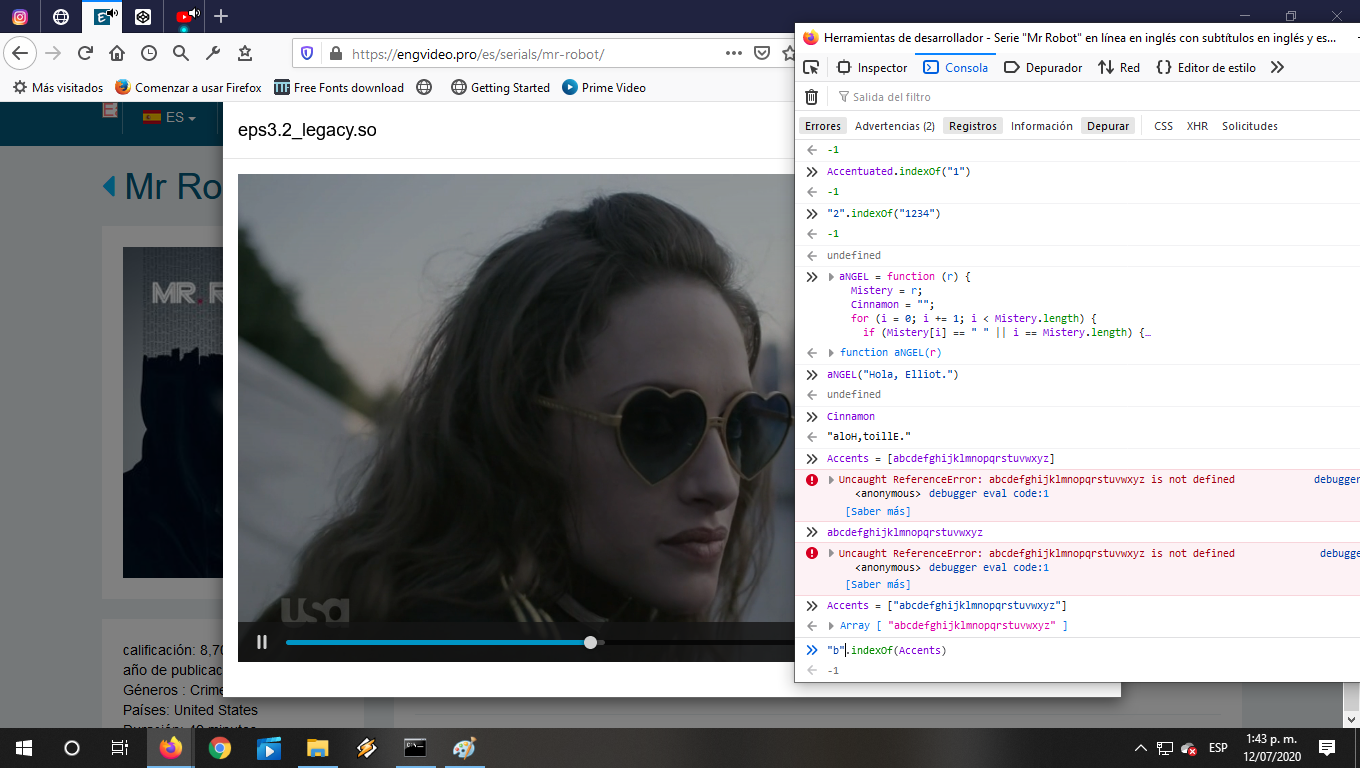 https://engvideo.pro/es/serials/mr-robot/
Más visitados
Comenzar a usar Firefox
Free Fonts download
Getting Started
Prime Video
ES
eps3.2_legacy.so
Mr Ro
MR. R
usa
calificación: 8,70
año de publicac
Géneros : Crime
Países: United States
Herramientas de desarrollador - Serie "Mr Robot" en línea en inglés con subtítulos en inglés y es...
Inspector
Consola
Depurador
Red
Editor de estilo
Salida del filtro
Errores
Advertencias (2)
Registros
Información
Depurar
CSS
XHR
Solicitudes
-1
Accentuated.indexOf("1")
-1
"2".indexOf("1234")
-1
undefined
aNGEL = function (r) {
Mistery = r;
Cinnamon = "";
for (i = 0; i += 1; i < Mistery.length) {
if (Mistery[i] == " " || i == Mistery.length) {…
function aNGEL(r)
aNGEL("Hola, Elliot.")
undefined
Cinnamon
"aloH,toillE."
Accents = [abcdefghijklmnopqrstuvwxyz]
Uncaught ReferenceError: abcdefghijklmnopqrstuvwxyz is not defined
debugger
<anonymous> debugger eval code:1
[Saber más]
abcdefghijklmnopqrstuvwxyz
Uncaught ReferenceError: abcdefghijklmnopqrstuvwxyz is not defined
debugge
<anonymous> debugger eval code:1
[Saber más]
Accents = ["abcdefghijklmnopqrstuvwxyz"]
Array [ "abcdefghijklmnopqrstuvwxyz" ]
"b".indexOf(Accents)
-1
ESP
1:43 p. m.
12/07/2020